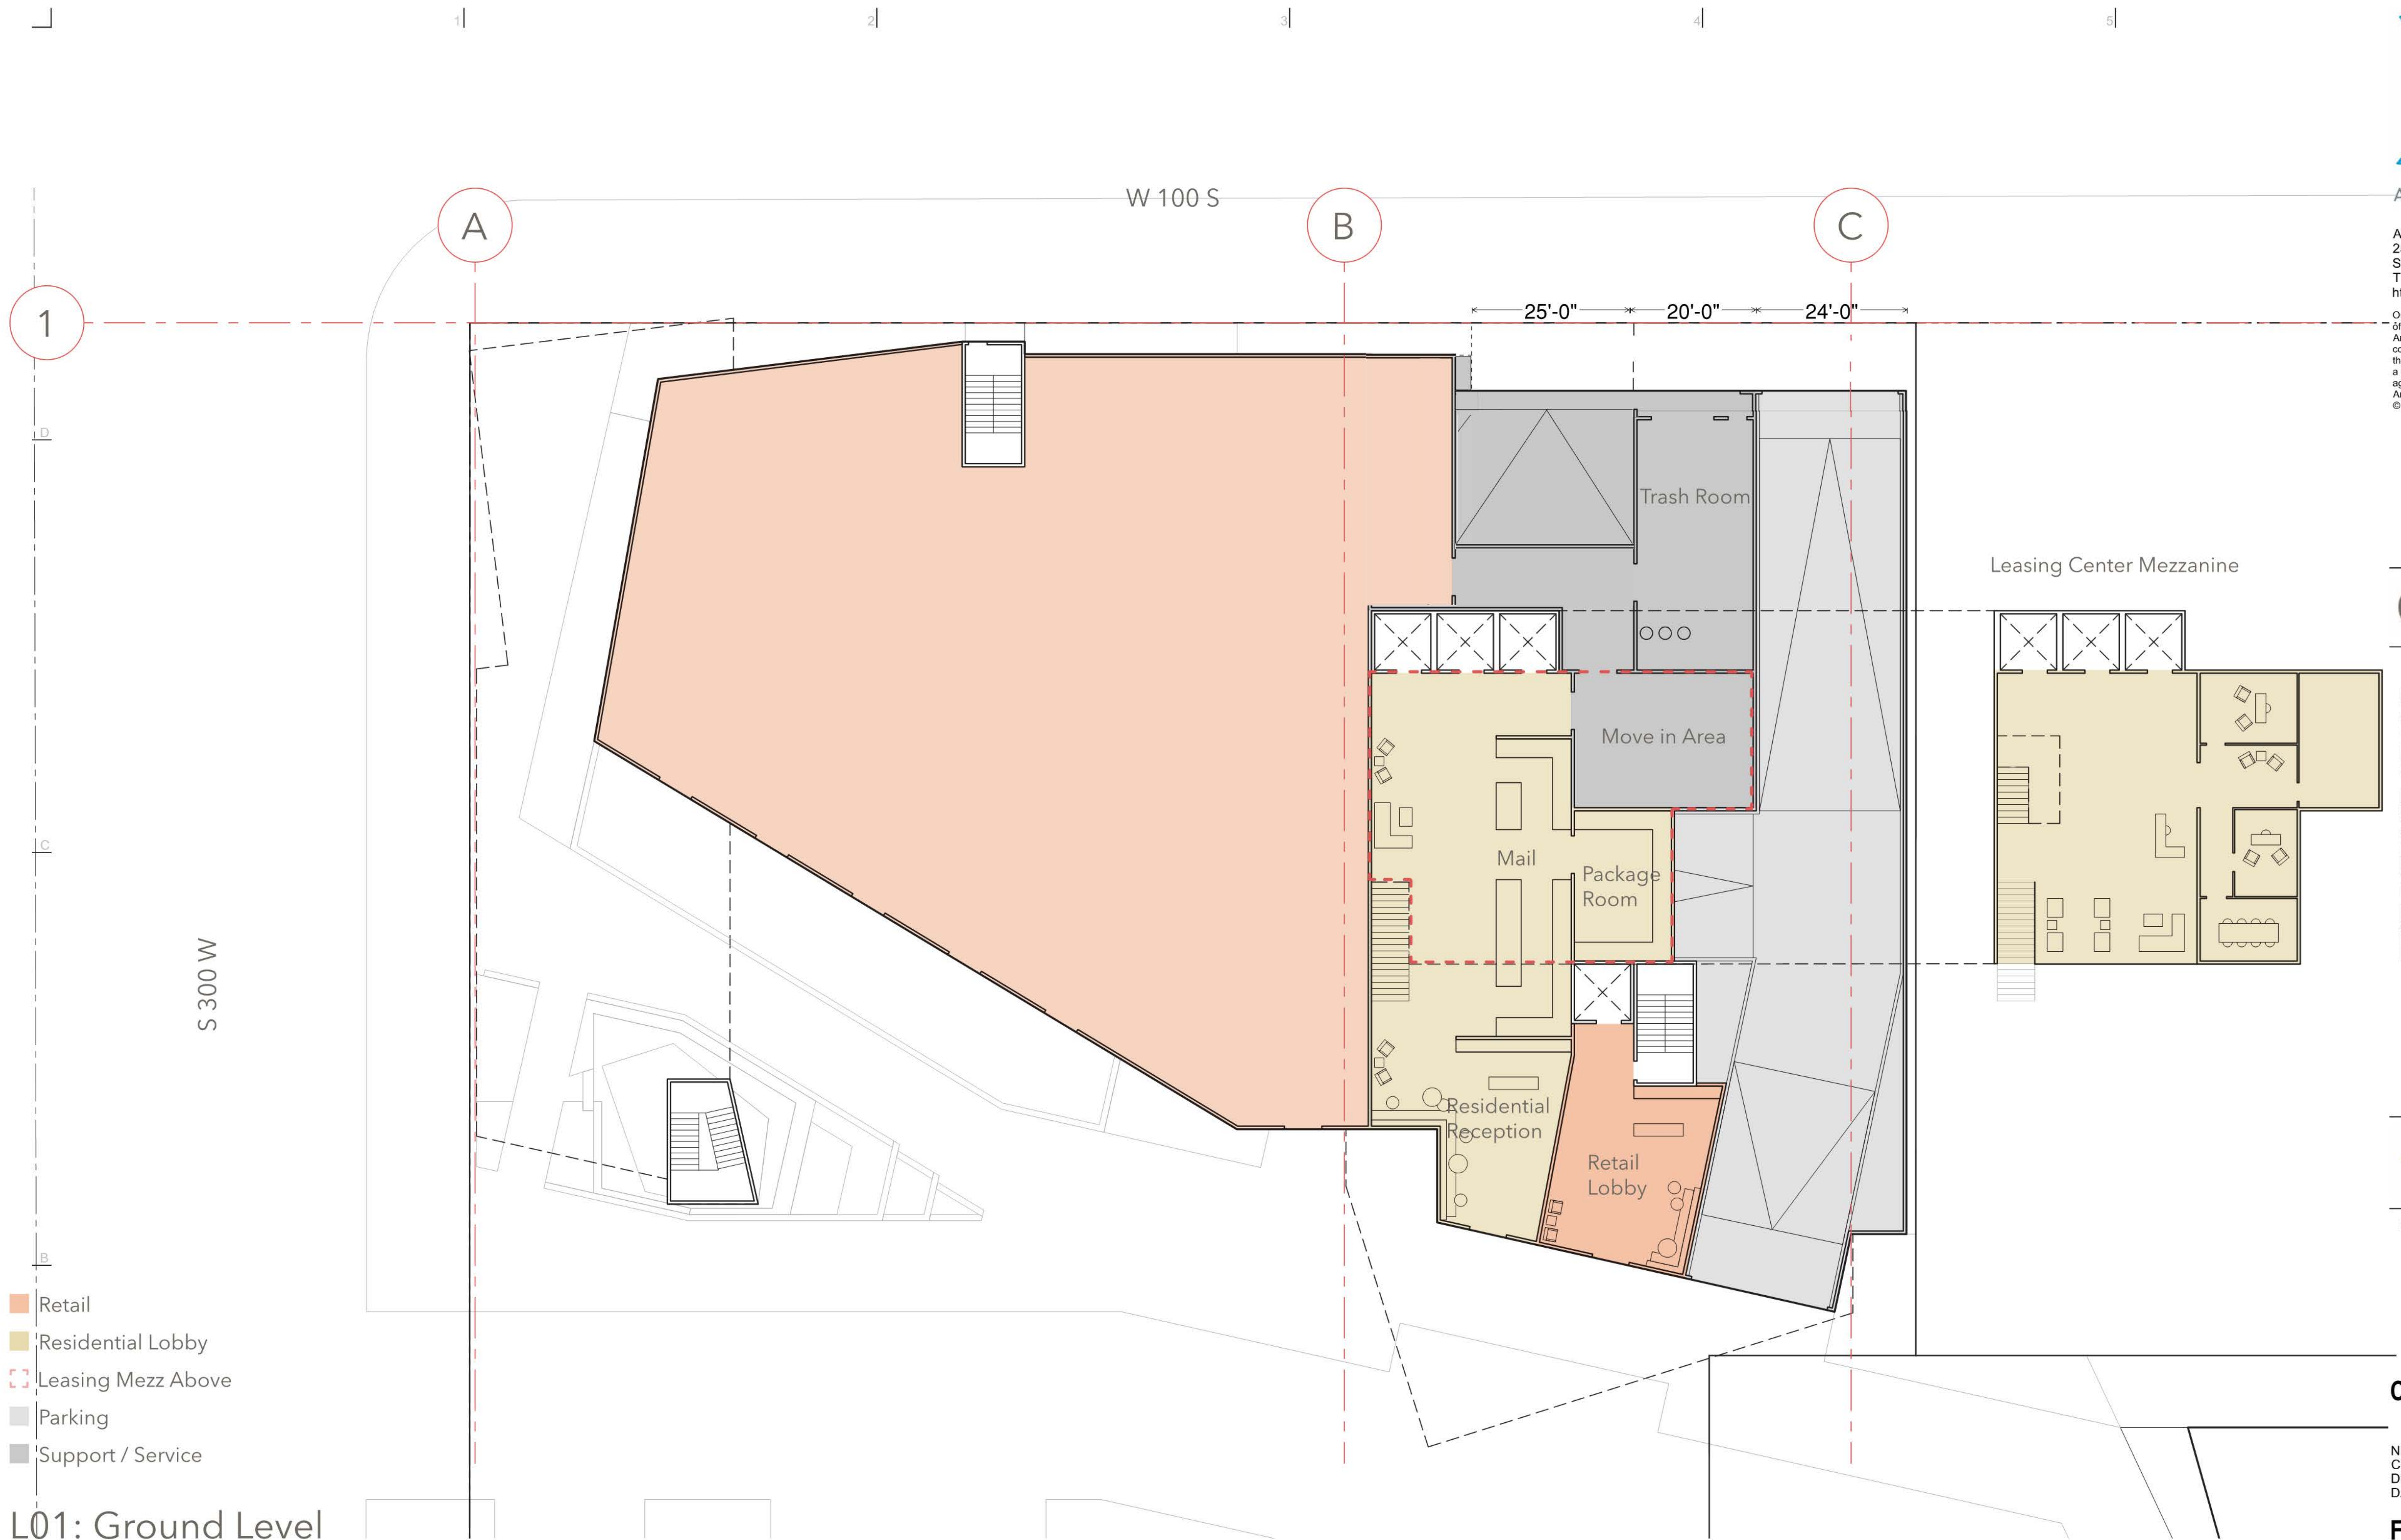 1
2
3
4
5
W 100 S
A
B
C
1
25'-0"
20'-0"
24'-0"
D
Trash Room
Leasing Center Mezzanine
Move in Area
C
Mail
Package
Room
S 300 W
Residential
Reception
Retail
Lobby
B
Retail
Residential Lobby
Leasing Mezz Above
Parking
Support / Service
L01: Ground Level